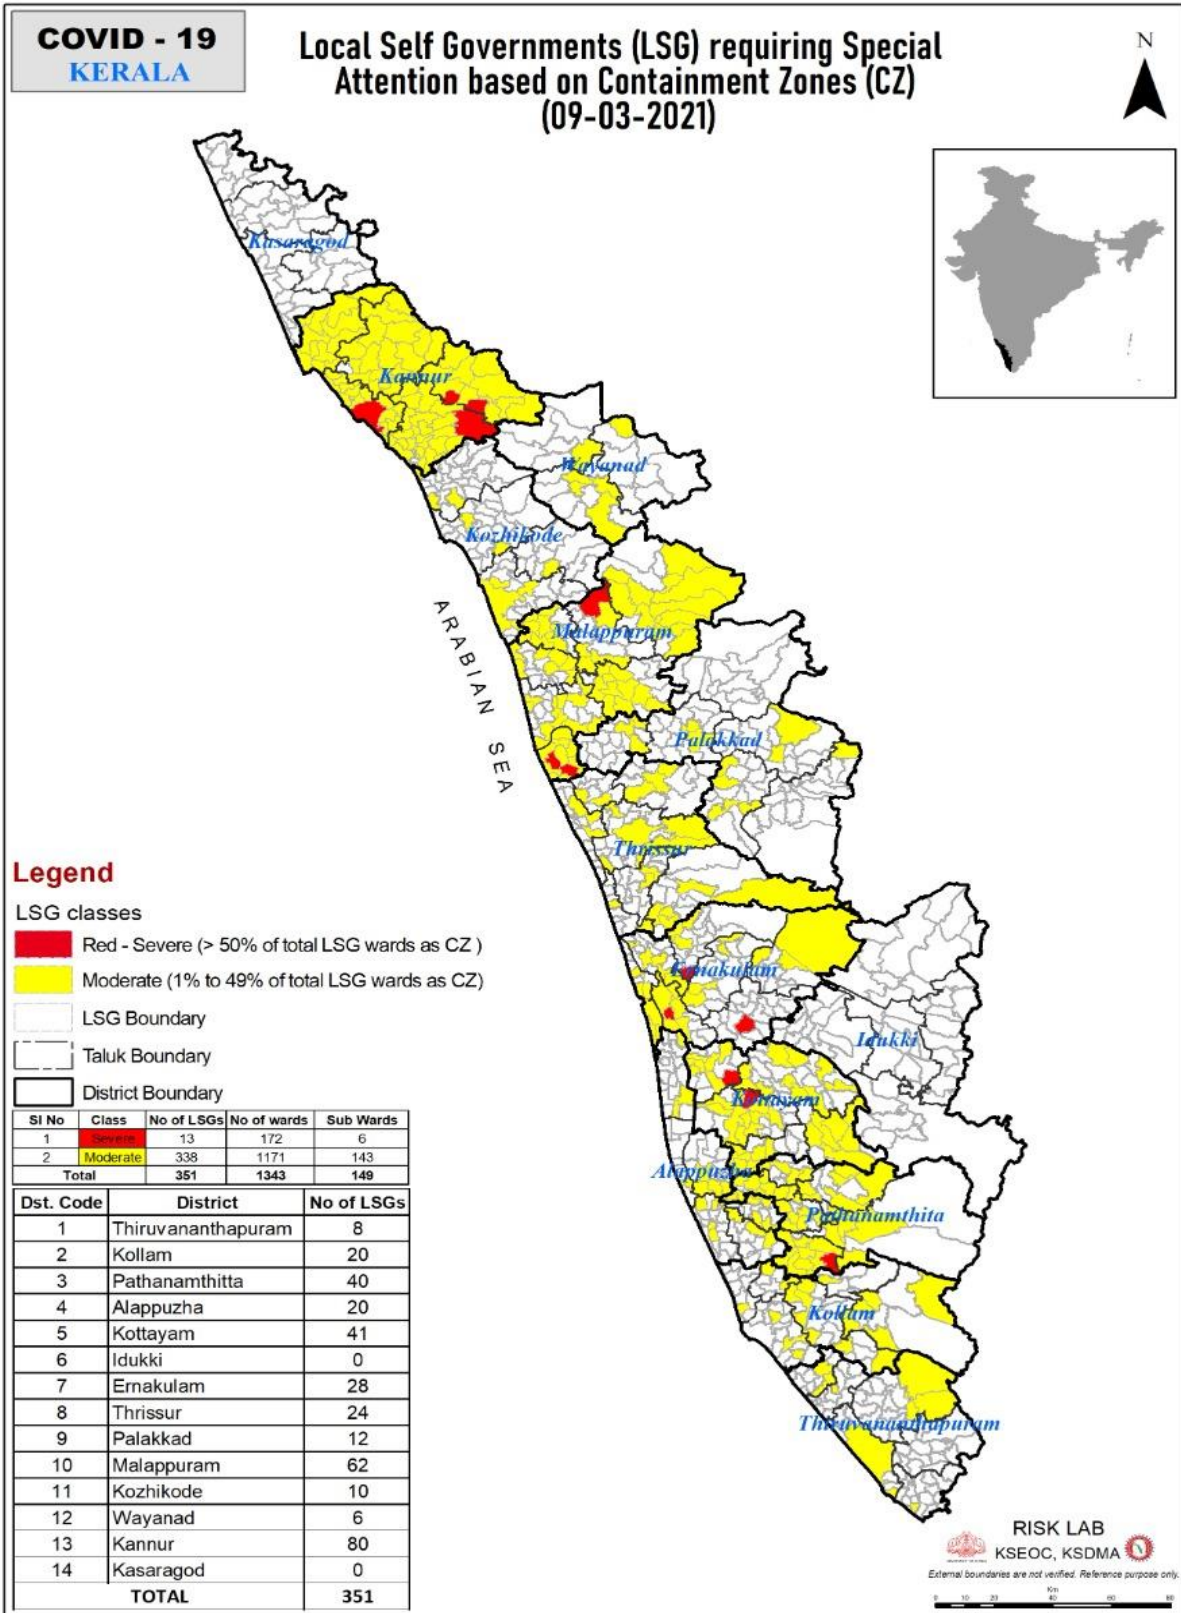 COVID - 19
KERALA
Local Self Governments (LSG) requiring Special
Attention based on Containment Zones (CZ)
(09-03-2021)
N
Kasaragod
Kannur
Wayanad
Kozhikode
ARABIAN SEA
Malappuram
Palakkad
Thrissur
Ernakulam
Idukki
Kottayam
Alappuzha
Pathanamthita
Kollam
Thiruvananthapuram
Legend
LSG classes
Red - Severe (> 50% of total LSG wards as CZ )
Moderate (1% to 49% of total LSG wards as CZ)
LSG Boundary
Taluk Boundary
District Boundary
Sl No Class No of LSGs No of wards Sub Wards
1 Severe 13 172 6
2 Moderate 338 1171 143
Total 351 1343 149
Dst. Code District No of LSGs
1 Thiruvananthapuram 8
2 Kollam 20
3 Pathanamthitta 40
4 Alappuzha 20
5 Kottayam 41
6 Idukki 0
7 Ernakulam 28
8 Thrissur 24
9 Palakkad 12
10 Malappuram 62
11 Kozhikode 10
12 Wayanad 6
13 Kannur 80
14 Kasaragod 0
TOTAL 351
RISK LAB
KSEOC, KSDMA
External boundaries are not verified. Reference purpose only.
Km
0 10 20 40 60 80